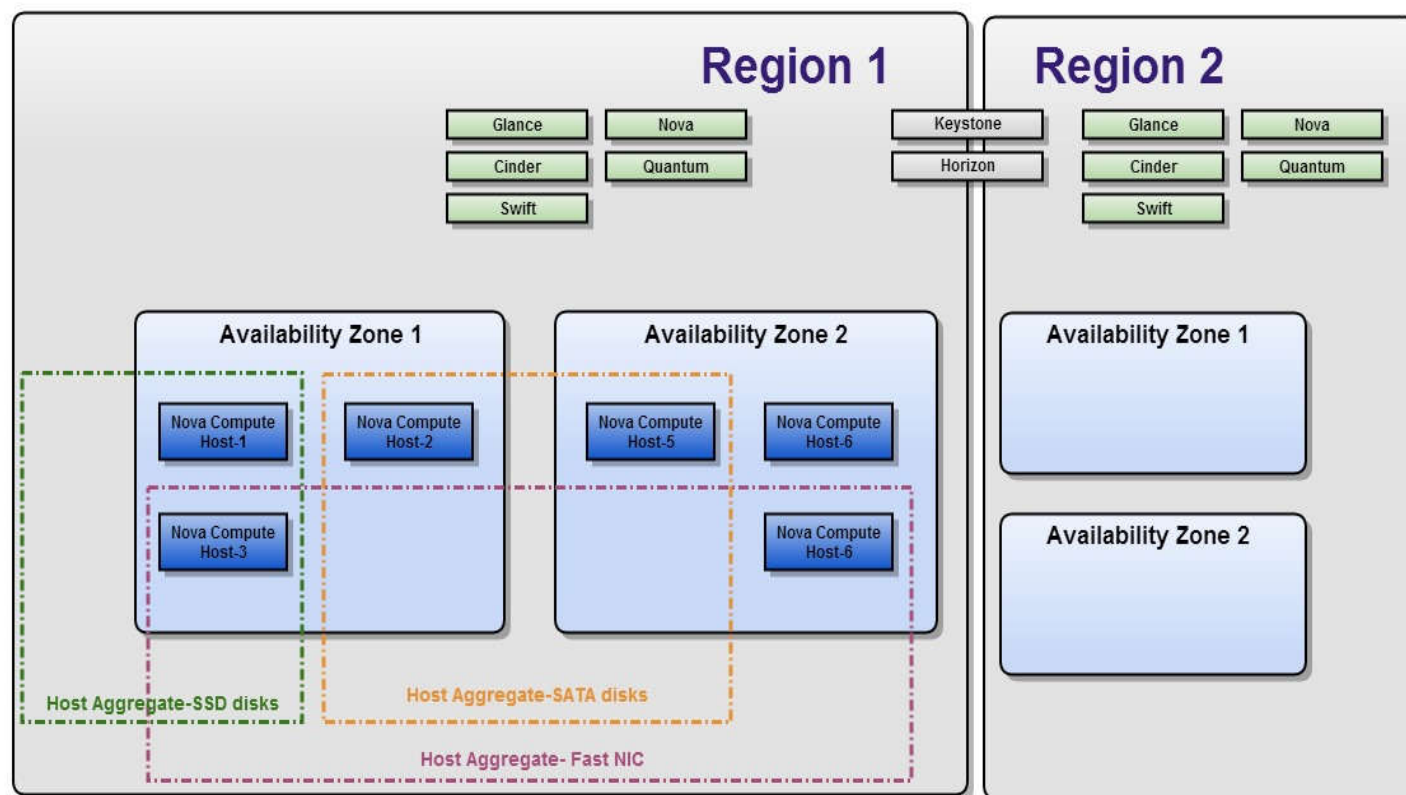 Region 1
Region 2
Glance
Nova
Keystone
Glance
Nova
Cinder
Quantum
Horizon
Cinder
Quantum
Swift
Swift
Availability Zone 1
Availability Zone 2
Availability Zone 1
Nova Compute
Host-1
Nova Compute
Host-2
Nova Compute
Host-5
Nova Compute
Host-6
Nova Compute
Host-3
Nova Compute
Host-6
Availability Zone 2
Host Aggregate-SSD disks
Host Aggregate-SATA disks
Host Aggregate- Fast NIC